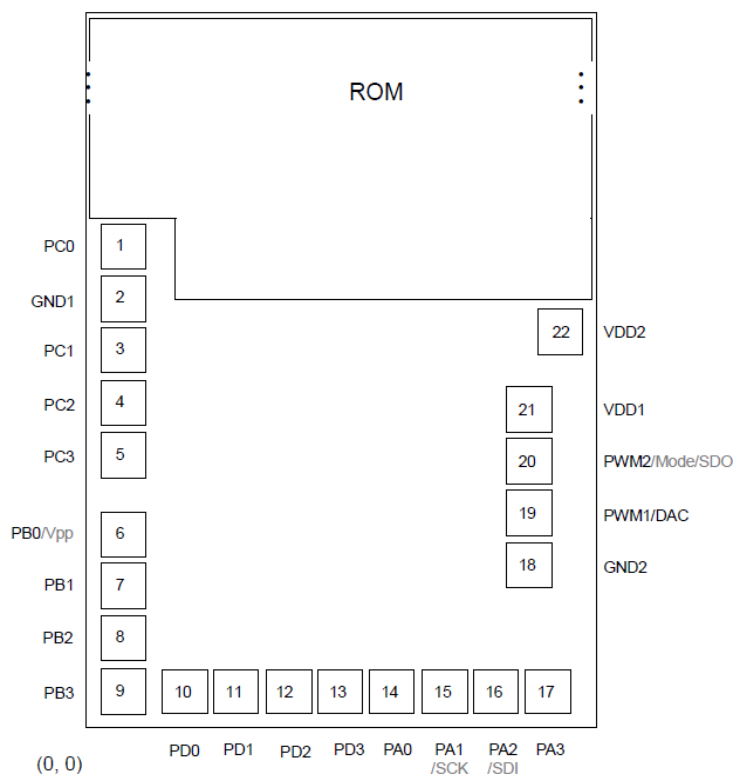 ROM
PC0 1
GND1 2
PC1 3
PC2 4
PC3 5
PB0/Vpp 6
PB1 7
PB2 8
PB3 9
22 VDD2
21 VDD1
20 PWM2/Mode/SDO
19 PWM1/DAC
18 GND2
10 11 12 13 14 15 16 17
PD0 PD1 PD2 PD3 PA0 PA1 PA2 PA3
/SCK /SDI
(0, 0)